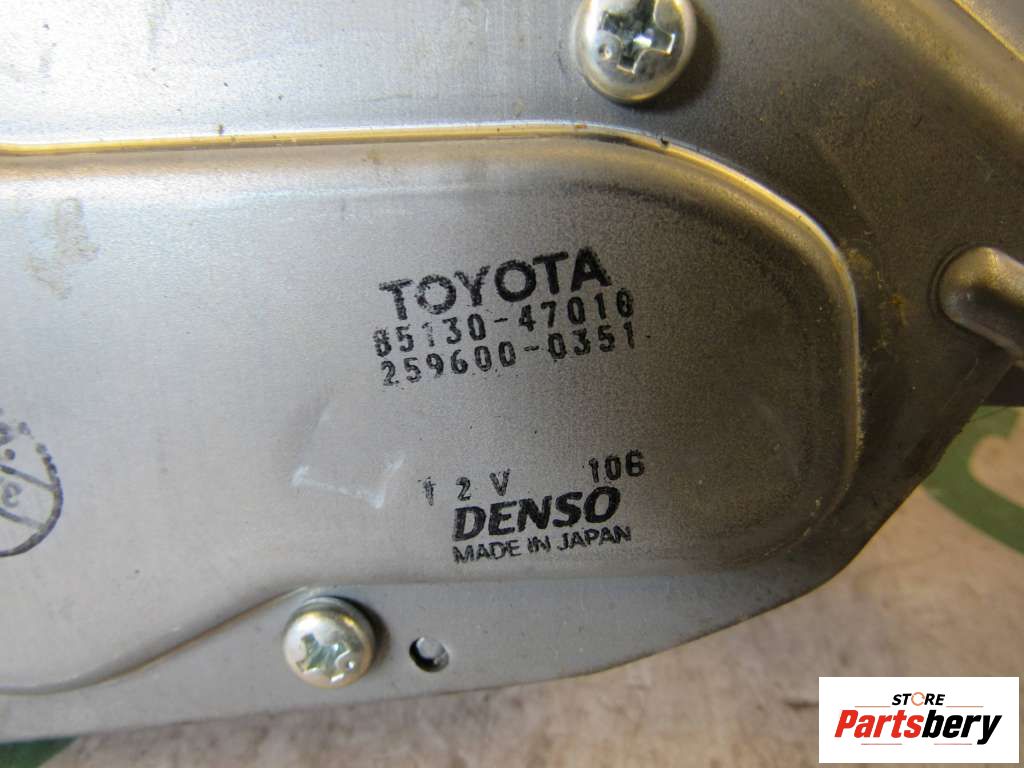 TOYOTA
85130-47010
259600-0351
12V 106
DENSO
MADE IN JAPAN
STORE
Partsbery